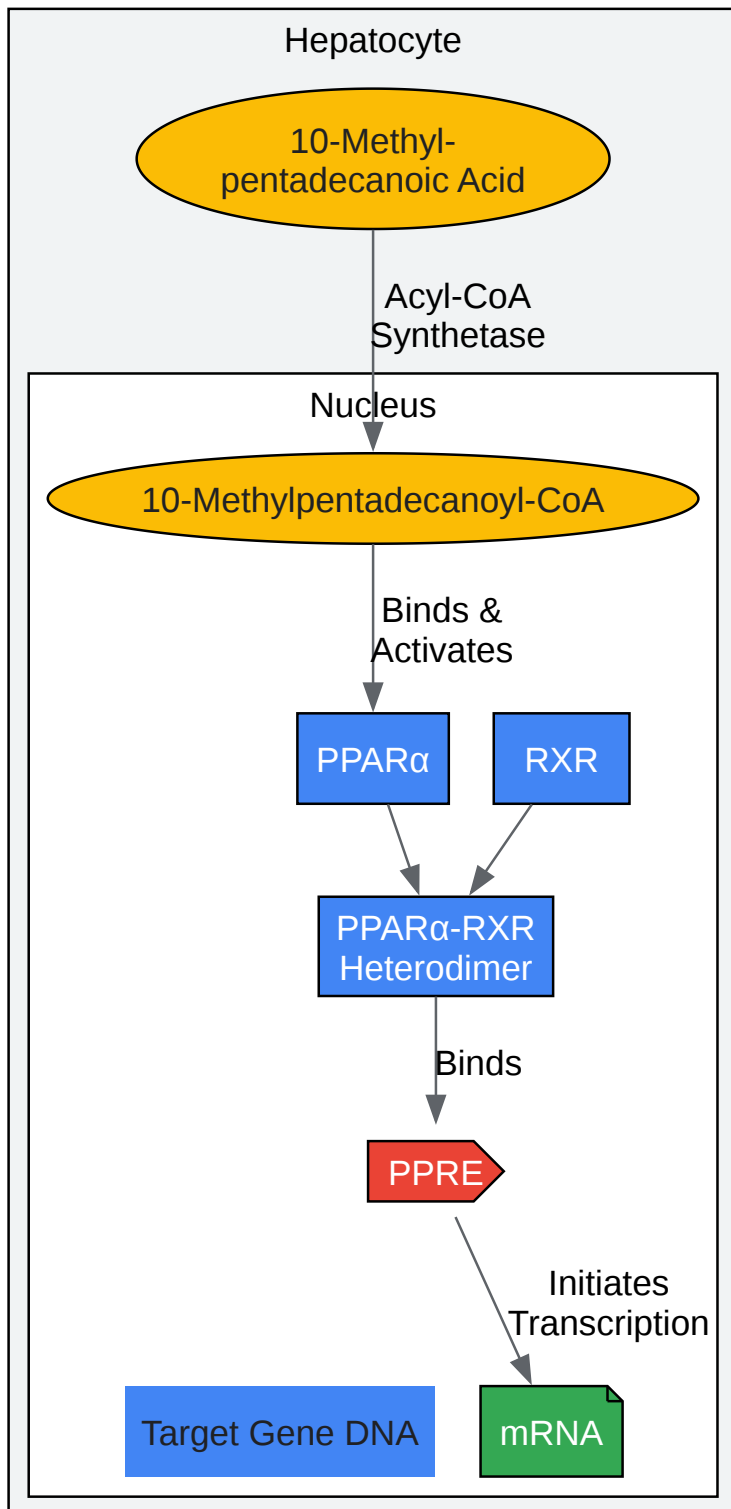 Hepatocyte
10-Methyl-
pentadecanoic Acid
Acyl-CoA
Synthetase
Nucleus
10-Methylpentadecanoyl-CoA
Binds &
Activates
PPARα
RXR
PPARα-RXR
Heterodimer
Binds
PPRE
Initiates
Transcription
Target Gene DNA
mRNA